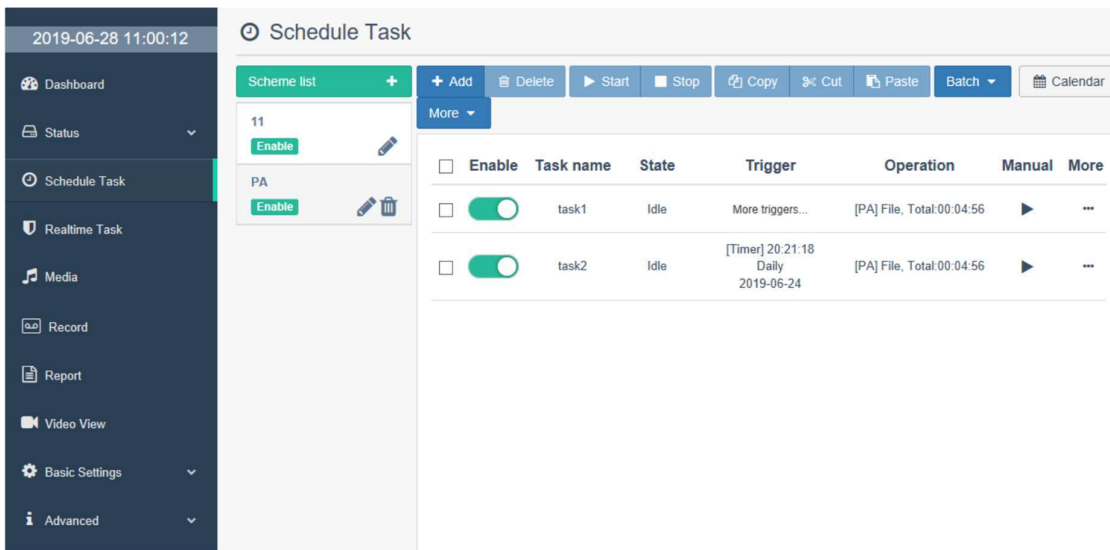 2019-06-28 11:00:12
Dashboard
Status
Schedule Task
Realtime Task
Media
Record
Report
Video View
Basic Settings
Advanced
Schedule Task
Scheme list
11
Enable
PA
Enable
Add Delete Start Stop Copy Cut Paste Batch Calendar
More
Enable Task name State Trigger Operation Manual More
task1 Idle More triggers... [PA] File, Total:00:04:56
task2 Idle [Timer] 20:21:18 [PA] File, Total:00:04:56
Daily
2019-06-24